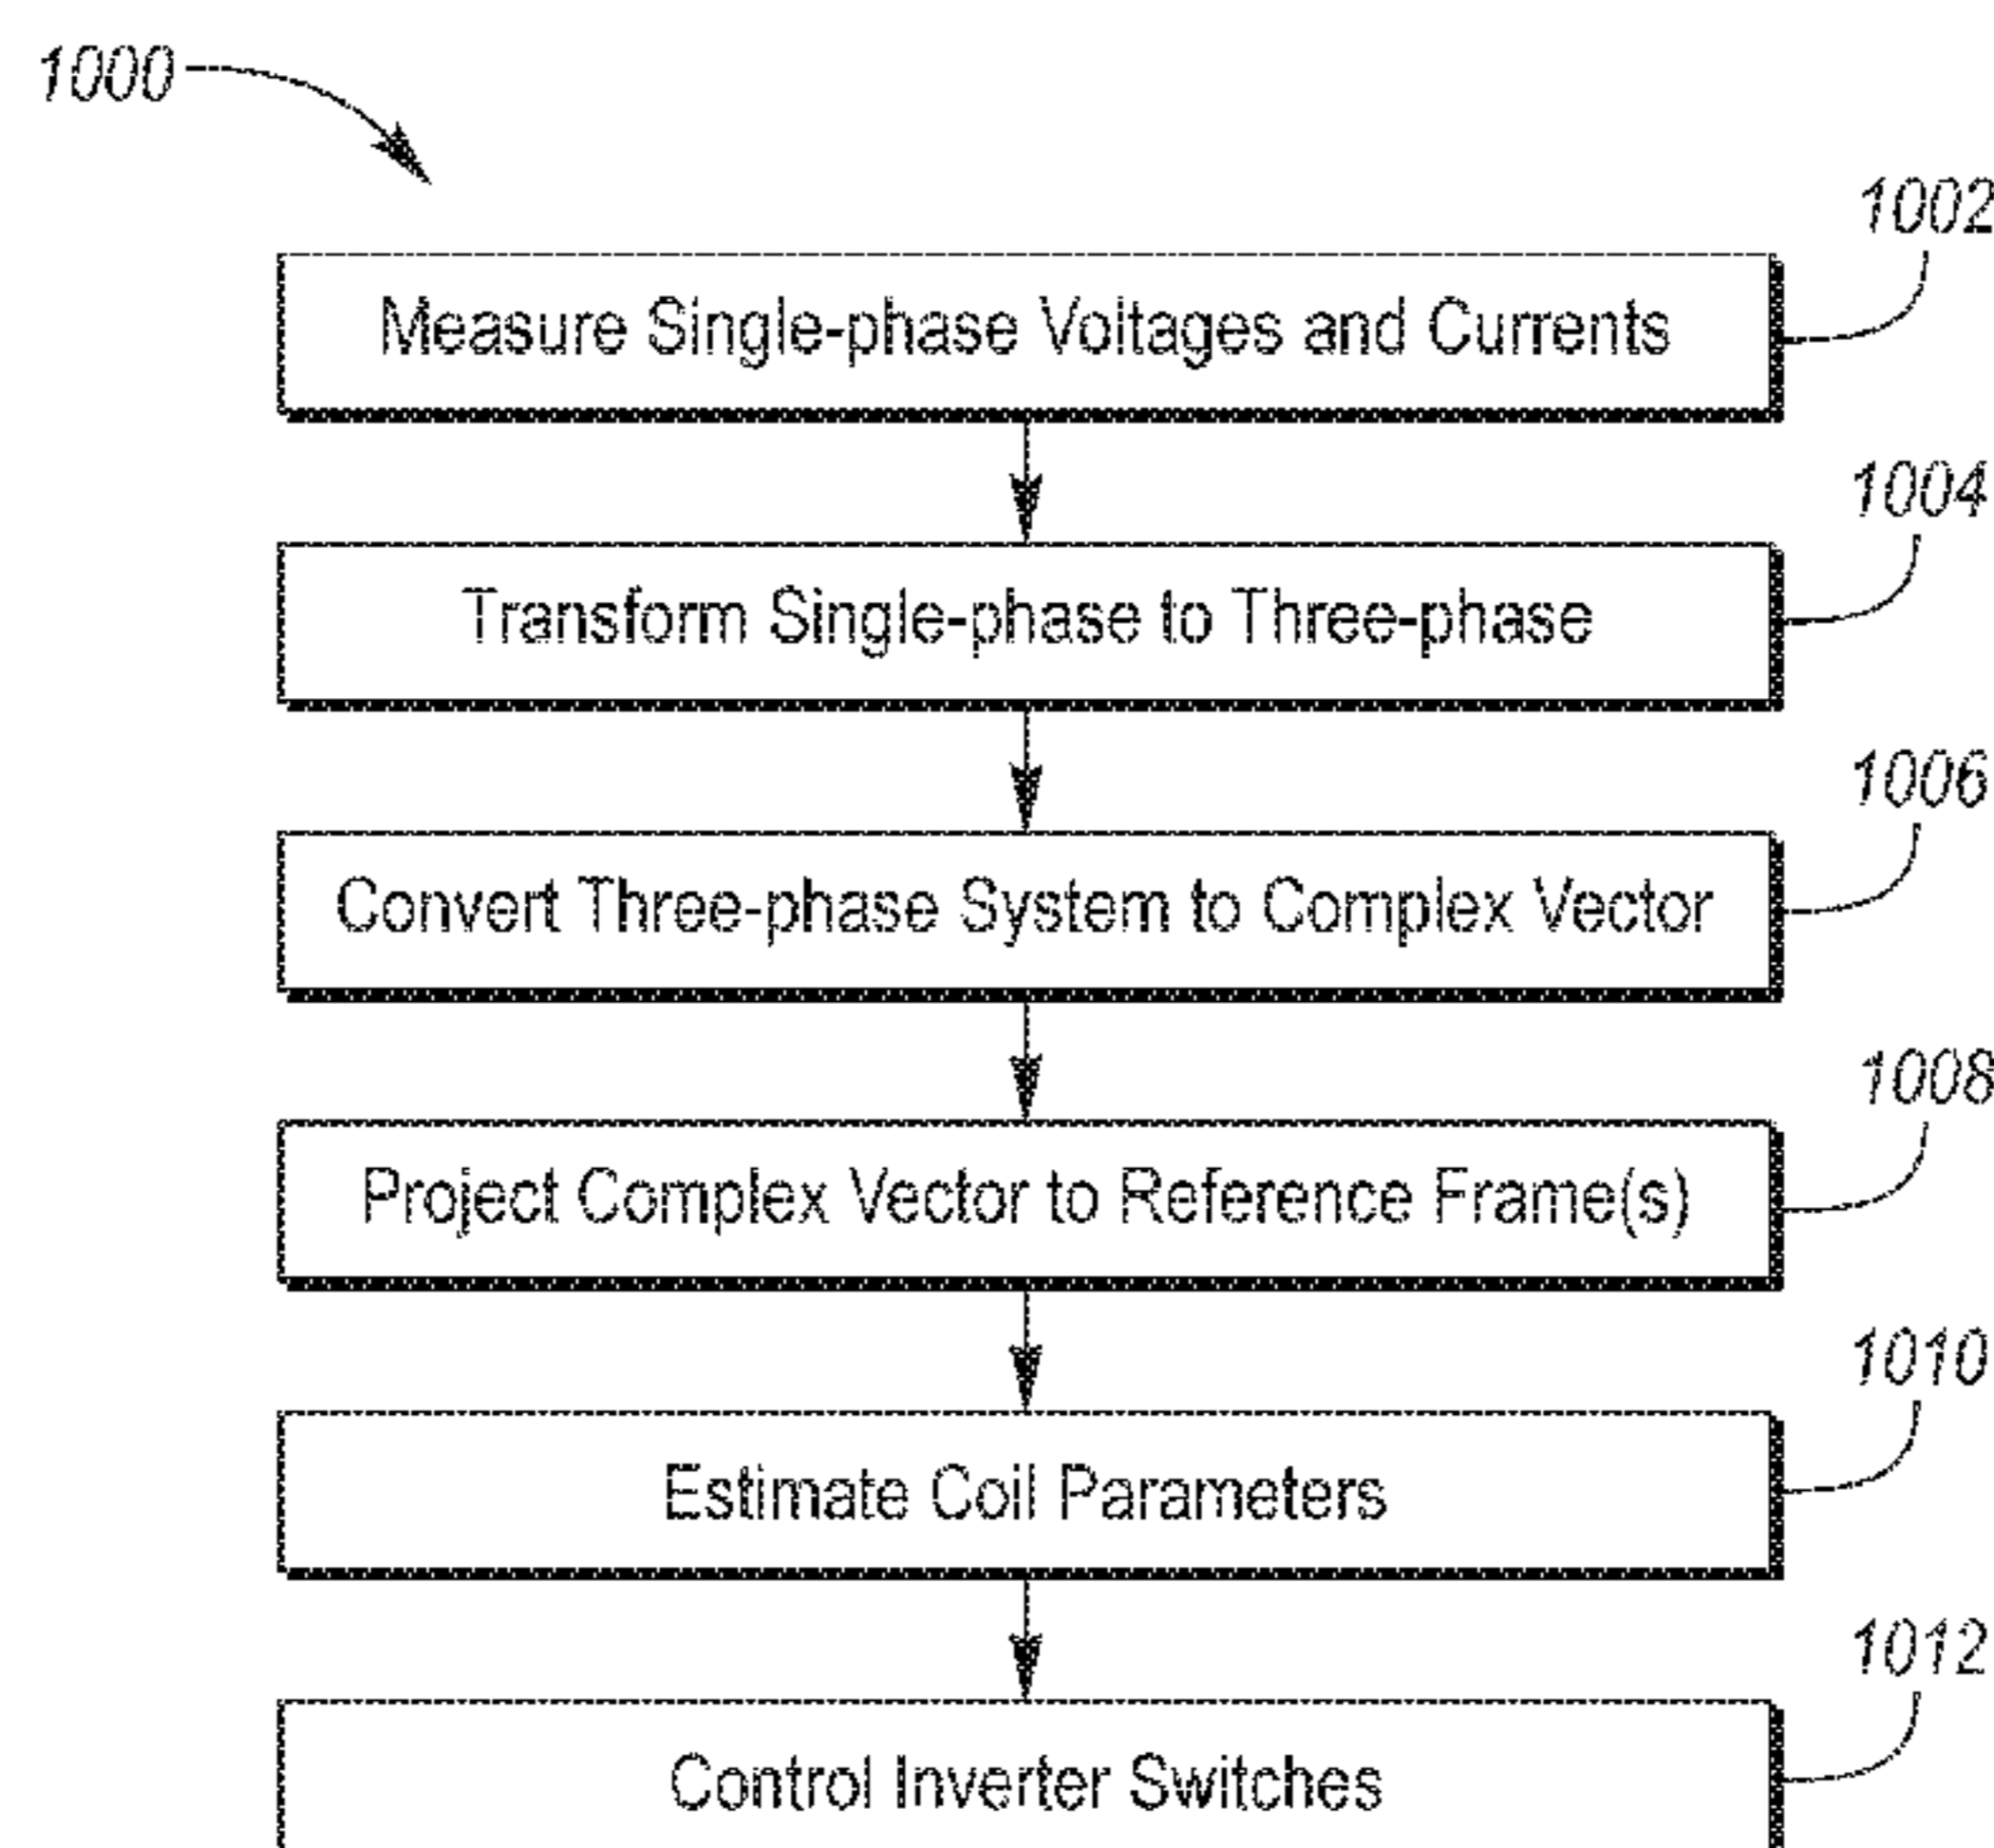 1000
1002
Measure Single-phase Voltages and Currents
1004
Transform Single-phase to Three-phase
1006
Convert Three-phase System to Complex Vector
1008
Project Complex Vector to Reference Frame(s)
1010
Estimate Coil Parameters
1012
Control Inverter Switches